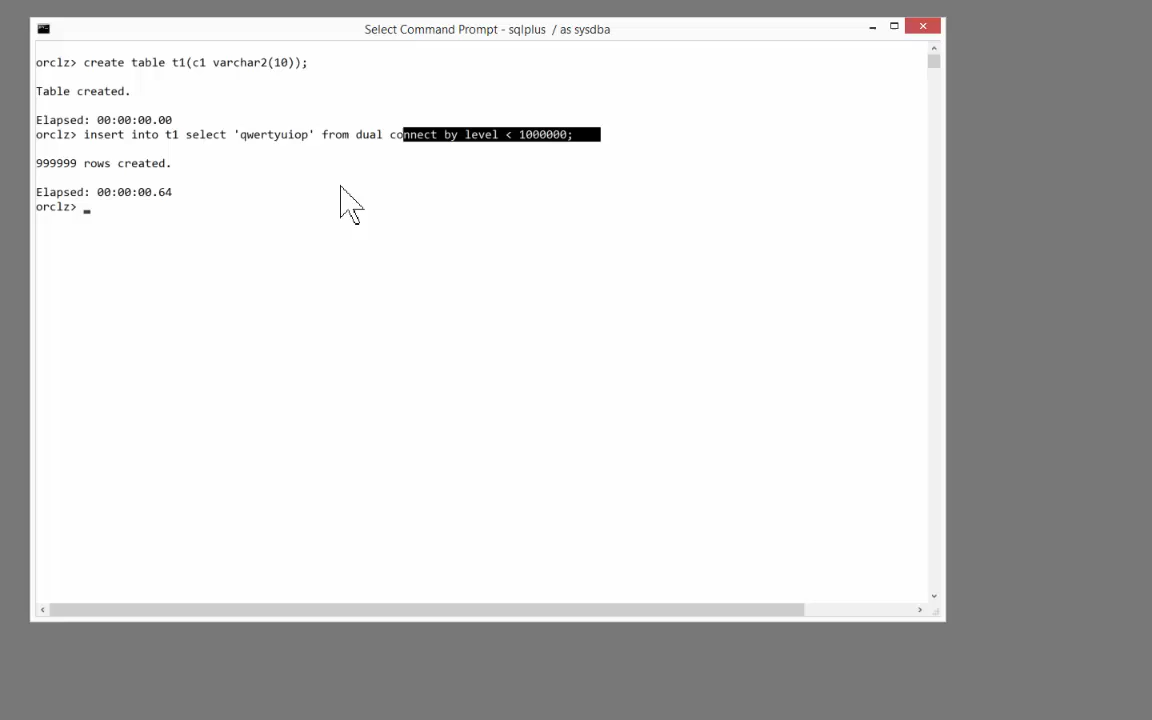 Select Command Prompt - sqlplus / as sysdba
orclz> create table t1(c1 varchar2(10));
Table created.
Elapsed: 00:00:00.00
orclz> insert into t1 select 'qwertyuiop' from dual connect by level < 1000000;
999999 rows created.
Elapsed: 00:00:00.64
orclz>